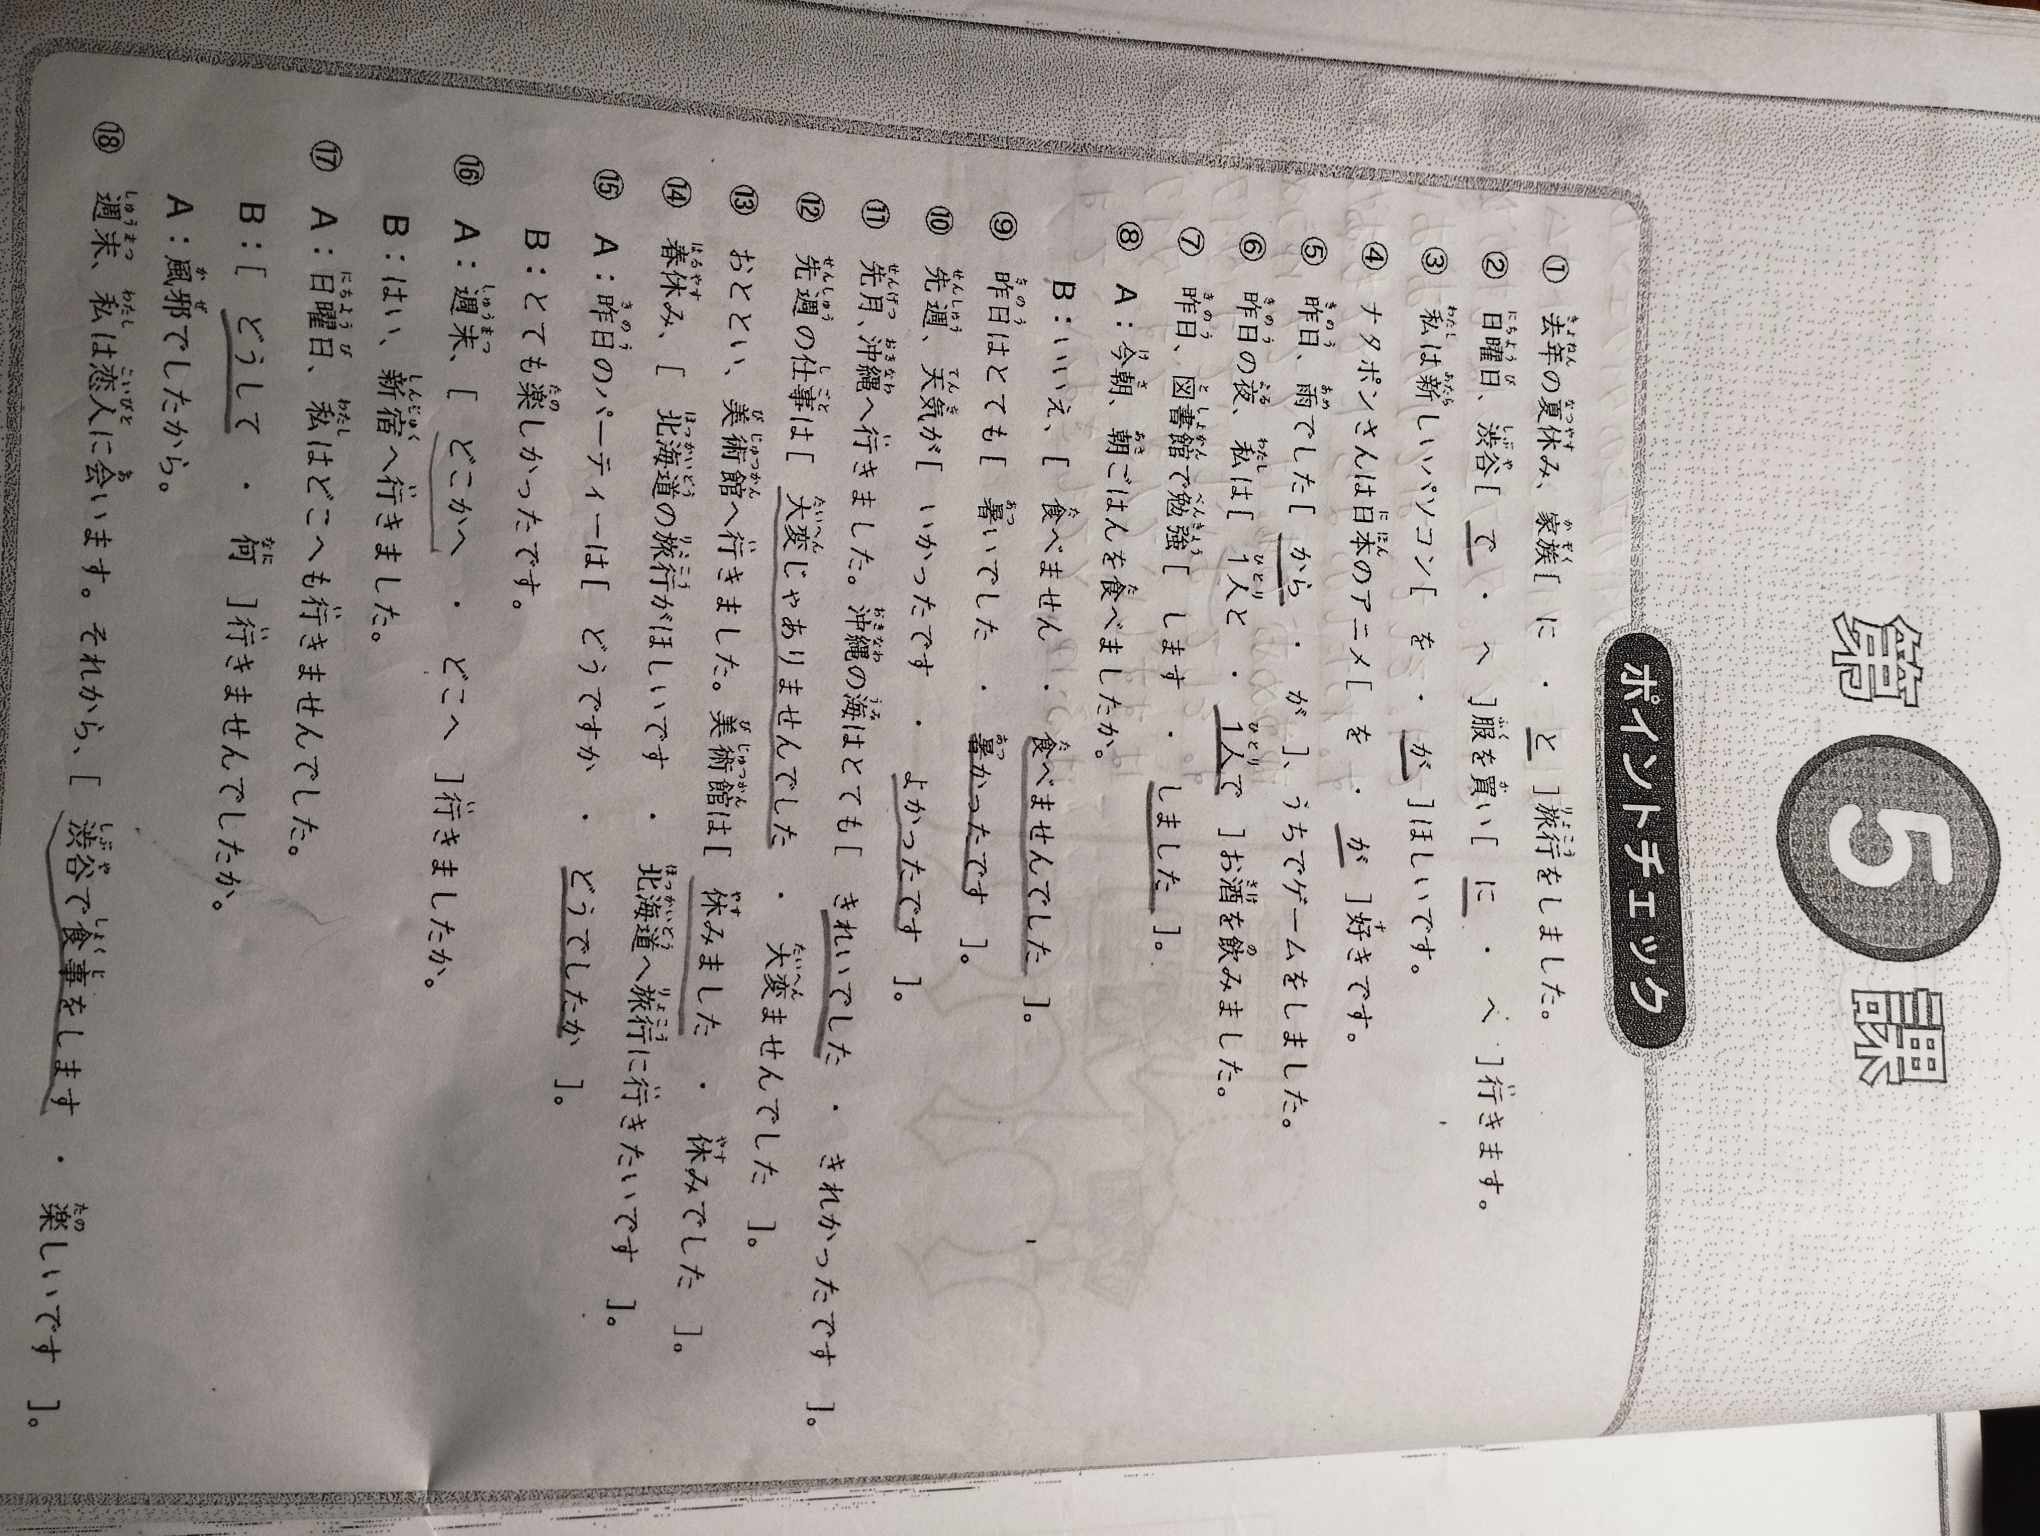 第5課
ポイントチェック
① 去年の夏休み、家族[ に ・ と ]旅行をしました。
② 日曜日、渋谷[ で ・ へ ]服を買い[ に ・ へ ]行きます。
③ 私は新しいパソコン[ を ・ が ]ほしいです。
④ ナタポンさんは日本のアニメ[ を ・ が ]好きです。
⑤ 昨日、雨でした[ から ・ が ]、うちでゲームをしました。
⑥ 昨日の夜、私は[ 1人と ・ 1人で ]お酒を飲みました。
⑦ 昨日、図書館で勉強[ します ・ しました ]。
⑧ A:今朝、朝ごはんを食べましたか。
B:いいえ、[ 食べません ・ 食べませんでした ]。
⑨ 昨日はとても[ 暑いでした ・ 暑かったです ]。
⑩ 先週、天気が[ いかったです ・ よかったです ]。
⑪ 先月、沖縄へ行きました。沖縄の海はとても[ きれいでした ・ きれかったです ]。
⑫ 先週の仕事は[ 大変じゃありませんでした ・ 大変ませんでした ]。
⑬ おととい、美術館へ行きました。美術館は[ 休みました ・ 休みでした ]。
⑭ 春休み、[ 北海道の旅行がほしいです ・ 北海道へ旅行に行きたいです ]。
⑮ A:昨日のパーティーは[ どうですか ・ どうでしたか ]。
B:とても楽しかったです。
⑯ A:週末、[ どこかへ ・ どこへ ]行きましたか。
B:はい、新宿へ行きました。
⑰ A:日曜日、私はどこへも行きませんでした。
B:[ どうして ・ 何 ]行きませんでしたか。
A:風邪でしたから。
⑱ 週末、私は恋人に会います。それから、[ 渋谷で食事をします ・ 楽しいです ]。